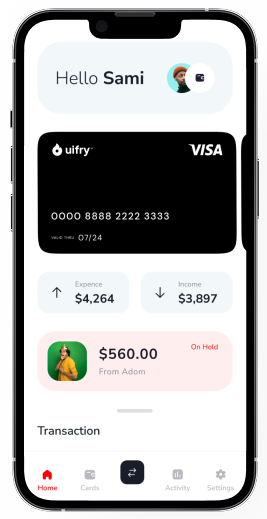 Hello Sami
uifry
VISA
0000 8888 2222 3333
VALID THRU 07/24
Expence
$4,264
Income
$3,897
$560.00
On Hold
From Adom
Transaction
Home
Cards
Activity
Settings